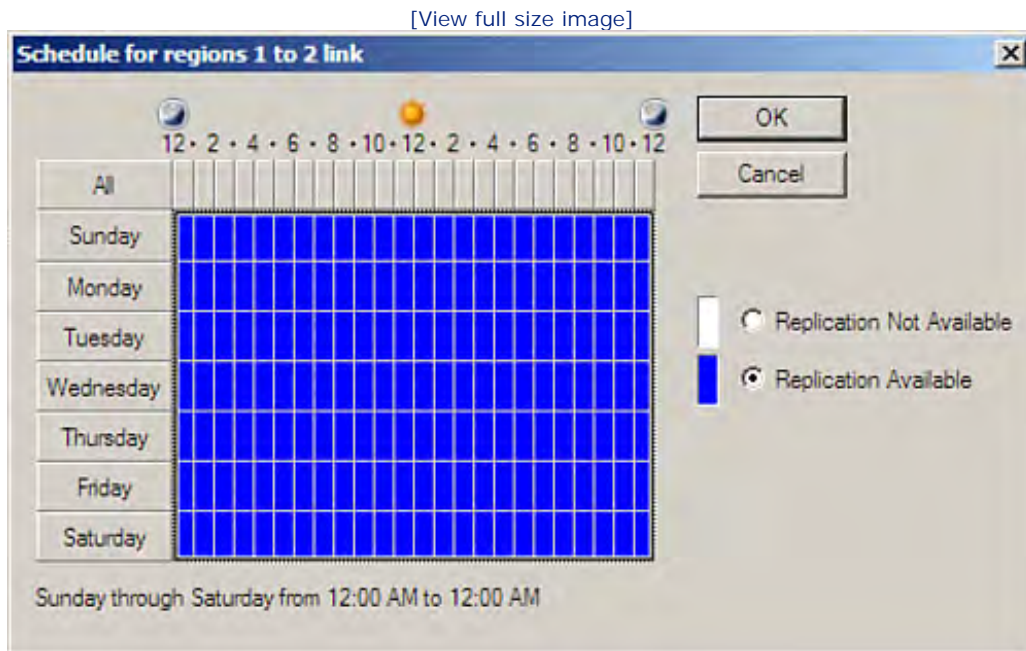 [View full size image]
Schedule for regions 1 to 2 link
OK
Cancel
12 · 2 · 4 · 6 · 8 · 10 · 12 · 2 · 4 · 6 · 8 · 10 · 12
All
Sunday
Monday
Tuesday
Wednesday
Thursday
Friday
Saturday
Replication Not Available
Replication Available
Sunday through Saturday from 12:00 AM to 12:00 AM